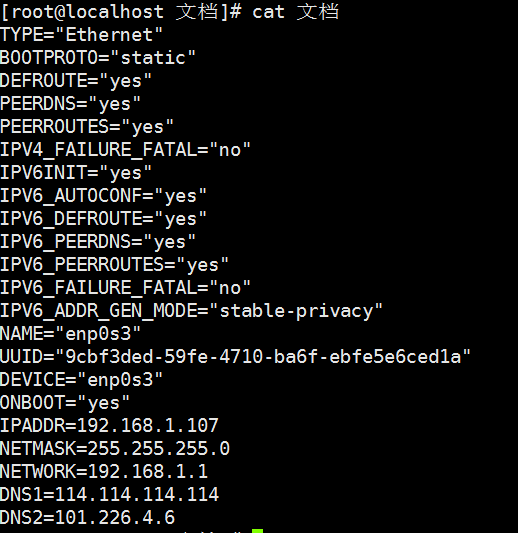 [root@localhost 文档]# cat 文档
TYPE="Ethernet"
BOOTPROTO="static"
DEFROUTE="yes"
PEERDNS="yes"
PEERROUTES="yes"
IPV4_FAILURE_FATAL="no"
IPV6INIT="yes"
IPV6_AUTOCONF="yes"
IPV6_DEFROUTE="yes"
IPV6_PEERDNS="yes"
IPV6_PEERROUTES="yes"
IPV6_FAILURE_FATAL="no"
IPV6_ADDR_GEN_MODE="stable-privacy"
NAME="enp0s3"
UUID="9cbf3ded-59fe-4710-ba6f-ebfe5e6ced1a"
DEVICE="enp0s3"
ONBOOT="yes"
IPADDR=192.168.1.107
NETMASK=255.255.255.0
NETWORK=192.168.1.1
DNS1=114.114.114.114
DNS2=101.226.4.6